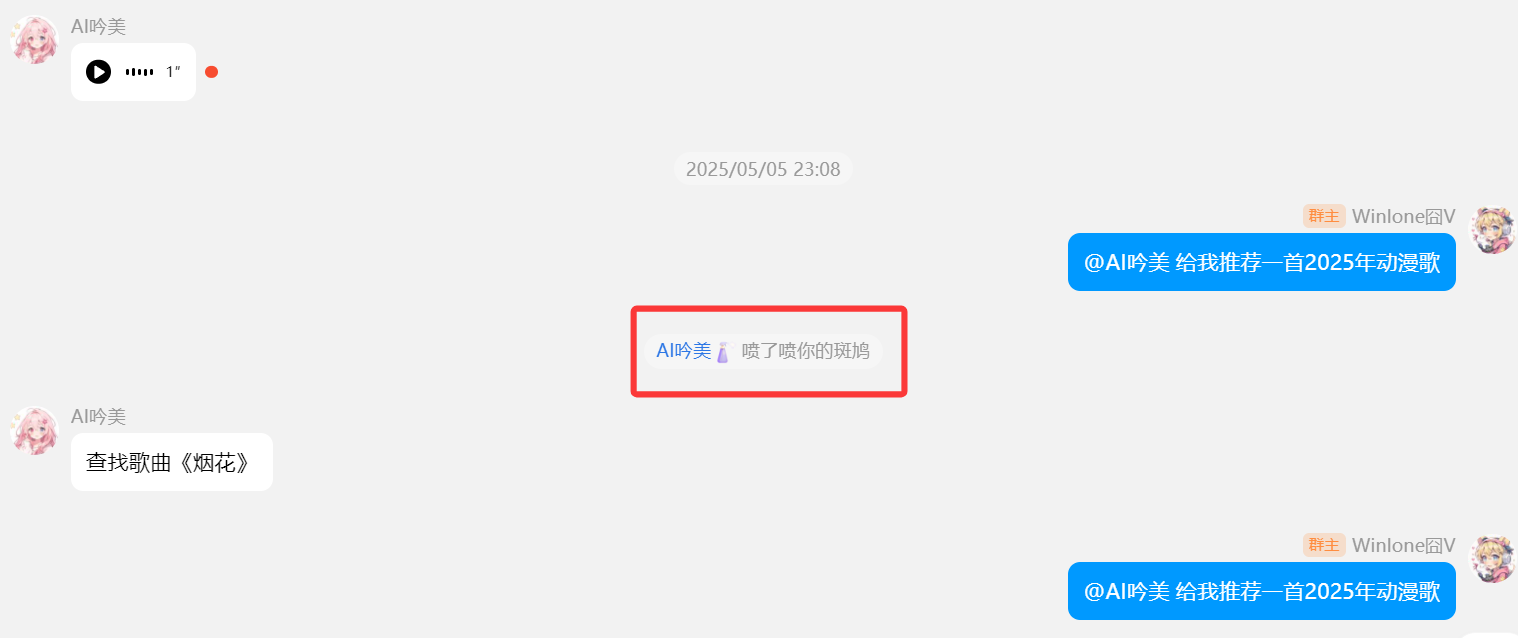 AI吟美
1"
2025/05/05 23:08
群主 Winlone囧V
@AI吟美 给我推荐一首2025年动漫歌
AI吟美 喷了喷你的斑鸠
AI吟美
查找歌曲《烟花》
群主 Winlone囧V
@AI吟美 给我推荐一首2025年动漫歌